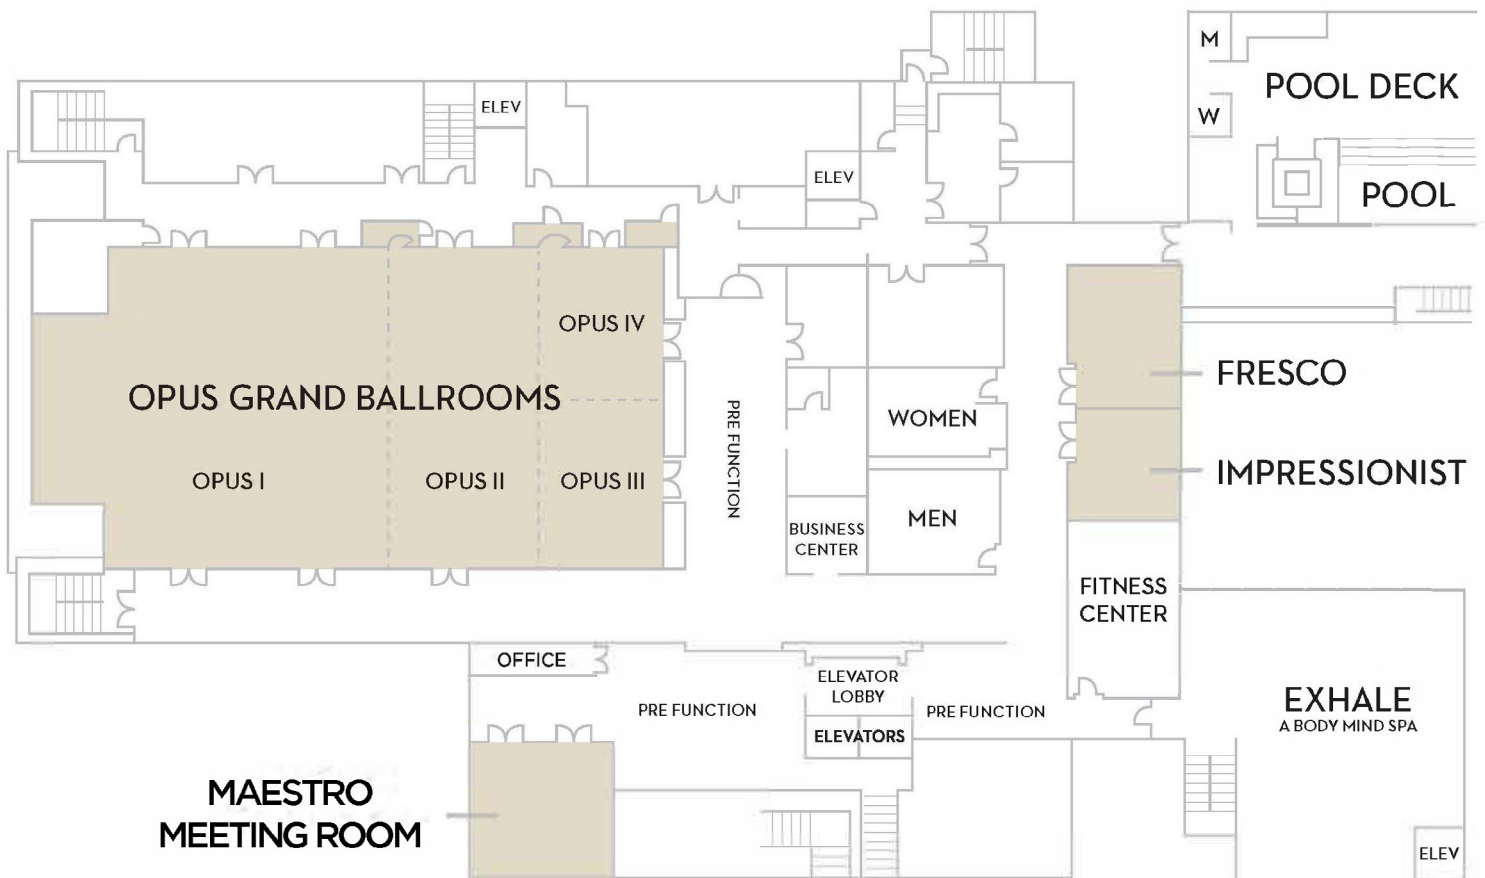 M
POOL DECK
ELEV
W
ELEV
POOL
OPUS IV
FRESCO
OPUS GRAND BALLROOMS
PRE FUNCTION
WOMEN
IMPRESSIONIST
OPUS I
OPUS II
OPUS III
MEN
BUSINESS
CENTER
FITNESS
CENTER
OFFICE
ELEVATOR
LOBBY
PRE FUNCTION
PRE FUNCTION
ELEVATORS
EXHALE
A BODY MIND SPA
MAESTRO
MEETING ROOM
ELEV